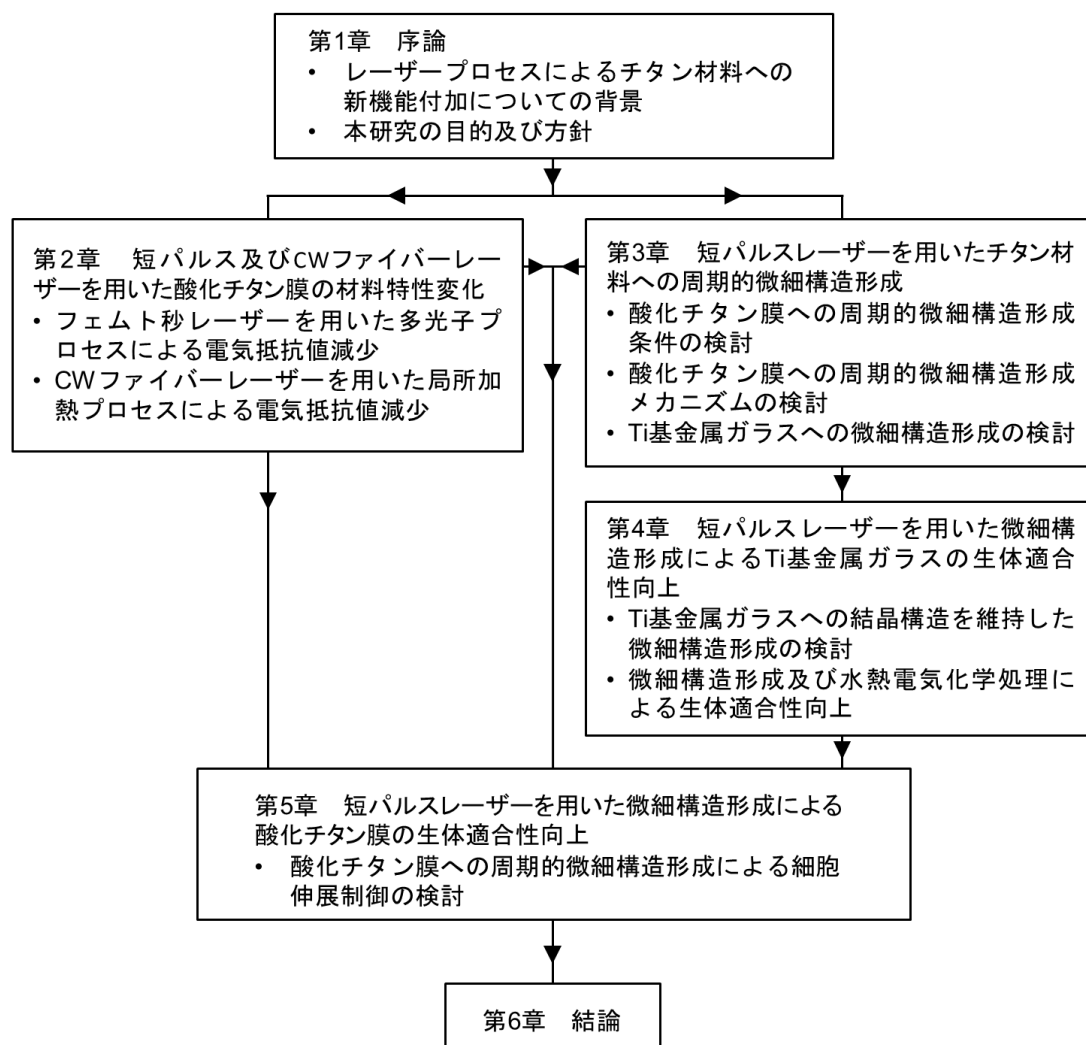 第1章　序論
• レーザープロセスによるチタン材料への
新機能付加についての背景
• 本研究の目的及び方針
第2章　短パルス及びCWファイバーレー
ザーを用いた酸化チタン膜の材料特性変化
• フェムト秒レーザーを用いた多光子プ
ロセスによる電気抵抗値減少
• CWファイバーレーザーを用いた局所加
熱プロセスによる電気抵抗値減少
第3章　短パルスレーザーを用いたチタン材
料への周期的微細構造形成
• 酸化チタン膜への周期的微細構造形成
条件の検討
• 酸化チタン膜への周期的微細構造形成
メカニズムの検討
• Ti基金属ガラスへの微細構造形成の検討
第4章　短パルスレーザーを用いた微細構
造形成によるTi基金属ガラスの生体適合
性向上
• Ti基金属ガラスへの結晶構造を維持した
微細構造形成の検討
• 微細構造形成及び水熱電気化学処理に
よる生体適合性向上
第5章　短パルスレーザーを用いた微細構造形成による
酸化チタン膜の生体適合性向上
• 酸化チタン膜への周期的微細構造形成による細胞
伸展制御の検討
第6章　結論